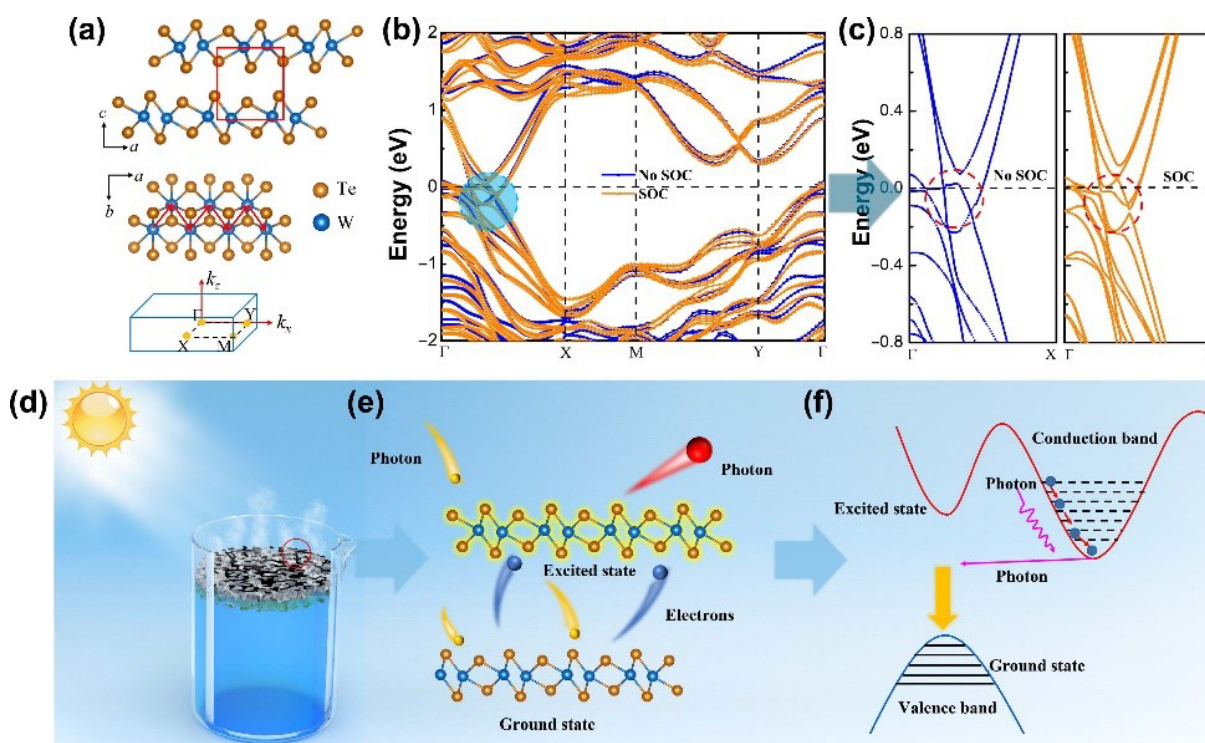 (a)
c
a
a
b
Te
W
k_z
Γ
Y
k_x
X
M
(b)
Energy (eV)
2
1
0
−1
−2
No SOC
SOC
Γ
X
M
Y
Γ
(c)
Energy (eV)
0.8
0.4
0.0
−0.4
−0.8
No SOC
SOC
Γ
X
Γ
(d)
(e)
Photon
Photon
Excited state
Electrons
Ground state
(f)
Conduction band
Photon
Excited state
Photon
Ground state
Valence band